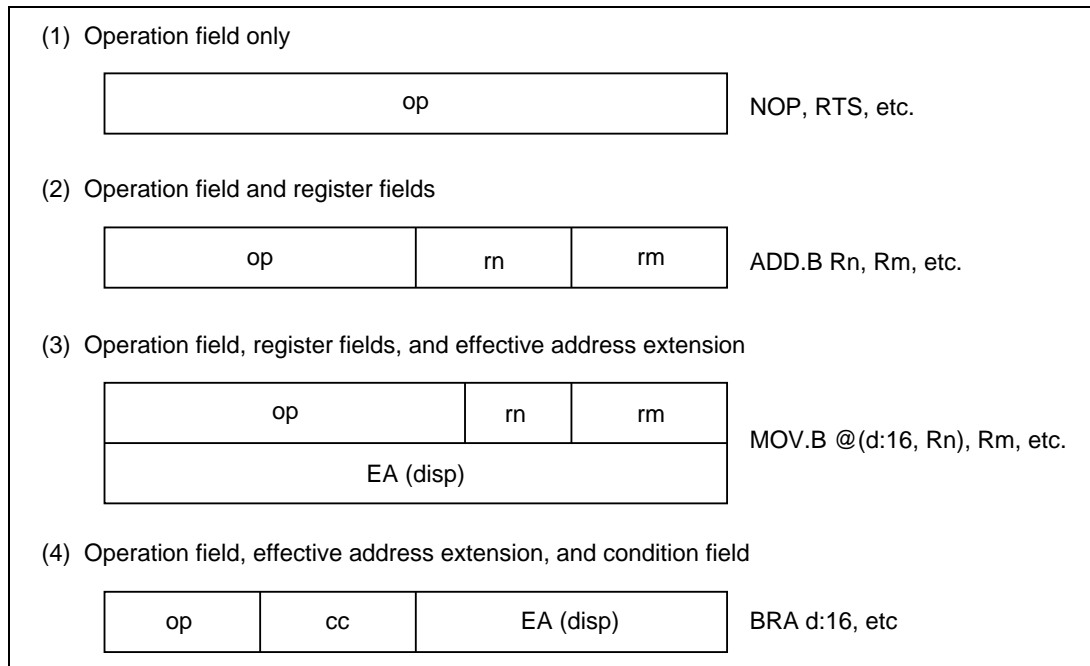 (1) Operation field only
op
NOP, RTS, etc.
(2) Operation field and register fields
op rn rm
ADD.B Rn, Rm, etc.
(3) Operation field, register fields, and effective address extension
op rn rm
EA (disp)
MOV.B @(d:16, Rn), Rm, etc.
(4) Operation field, effective address extension, and condition field
op cc EA (disp)
BRA d:16, etc